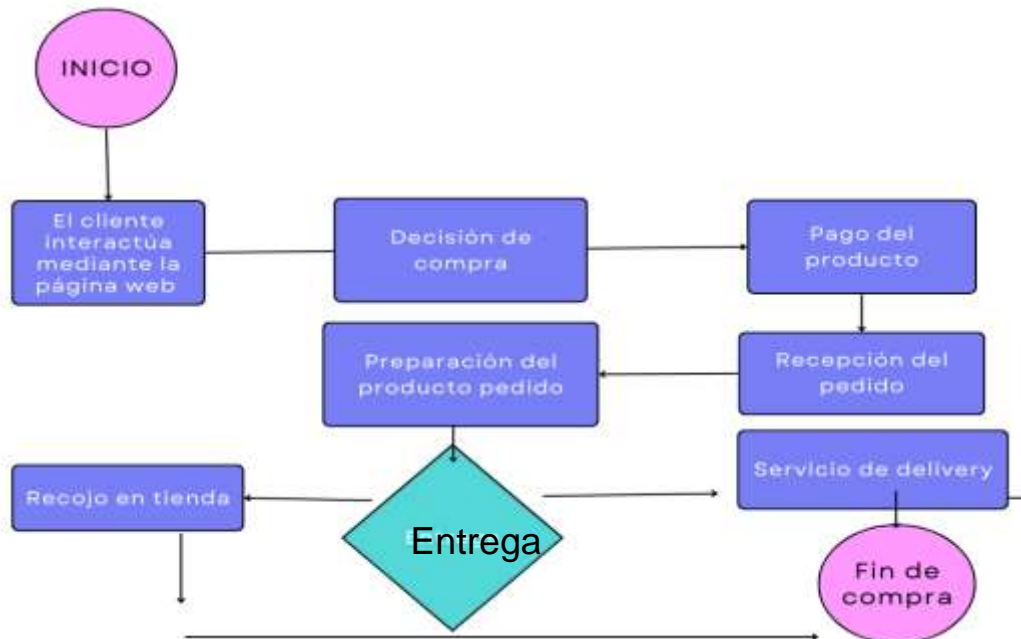 INICIO
El cliente
interactúa
mediante la
página web
Decisión de
compra
Pago del
producto
Preparación del
producto pedido
Recepción del
pedido
Recojo en tienda
Entrega
Servicio de delivery
Fin de
compra